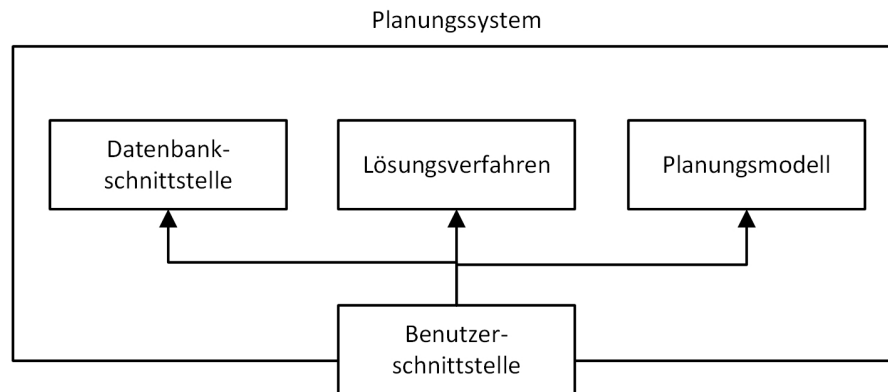 Planungssystem
Datenbank-
schnittstelle
Lösungsverfahren
Planungsmodell
Benutzer-
schnittstelle